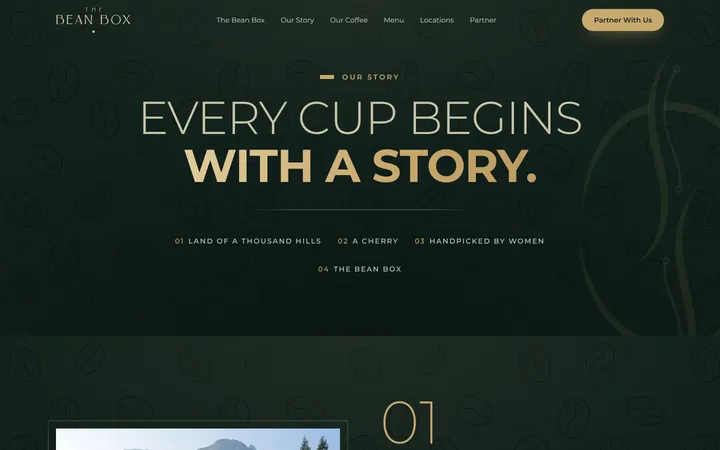 THE
BEAN BOX
The Bean Box
Our Story
Our Coffee
Menu
Locations
Partner
Partner With Us
OUR STORY
EVERY CUP BEGINS
WITH A STORY.
01 LAND OF A THOUSAND HILLS
02 A CHERRY
03 HANDPICKED BY WOMEN
04 THE BEAN BOX
01